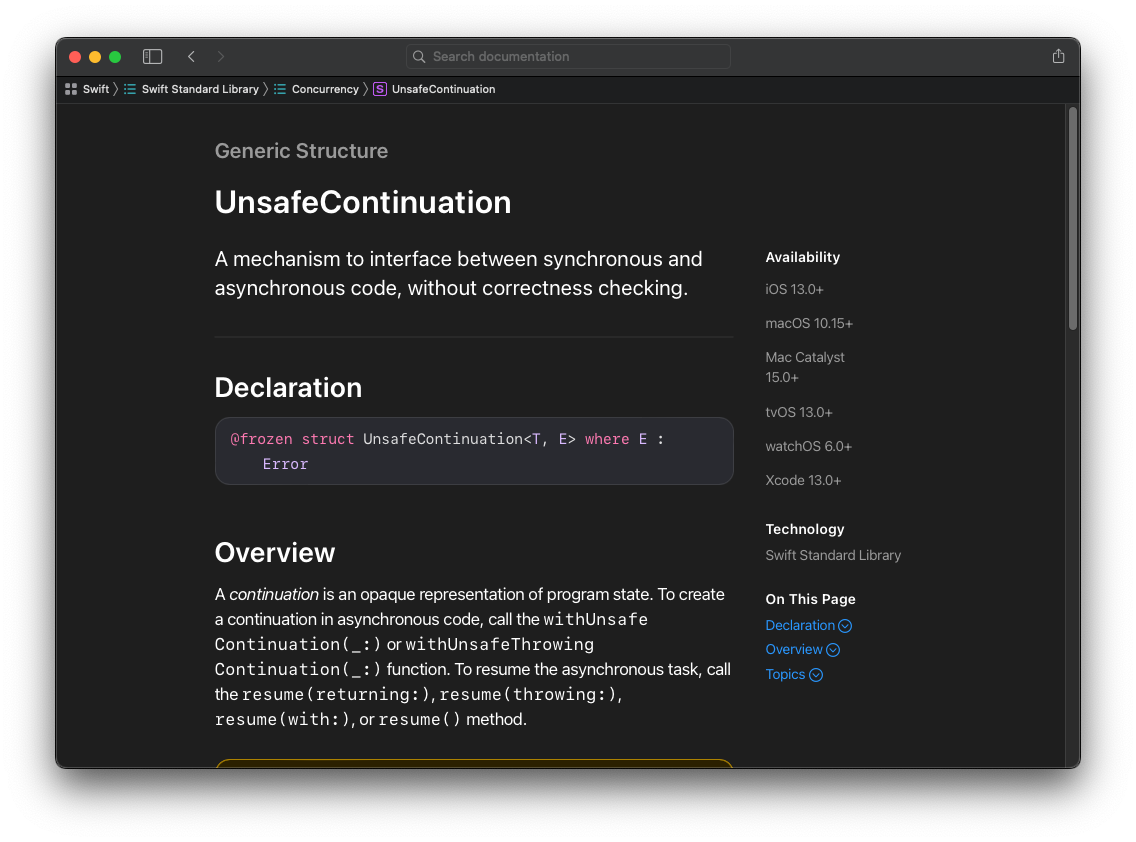 Search documentation
Swift 〉 Swift Standard Library 〉 Concurrency 〉 S UnsafeContinuation
Generic Structure
UnsafeContinuation
A mechanism to interface between synchronous and
asynchronous code, without correctness checking.
Declaration
@frozen struct UnsafeContinuation<T, E> where E :
Error
Overview
A continuation is an opaque representation of program state. To create
a continuation in asynchronous code, call the withUnsafe
Continuation(_:) or withUnsafeThrowing
Continuation(_:) function. To resume the asynchronous task, call
the resume(returning:), resume(throwing:),
resume(with:), or resume() method.
Availability
iOS 13.0+
macOS 10.15+
Mac Catalyst
15.0+
tvOS 13.0+
watchOS 6.0+
Xcode 13.0+
Technology
Swift Standard Library
On This Page
Declaration
Overview
Topics